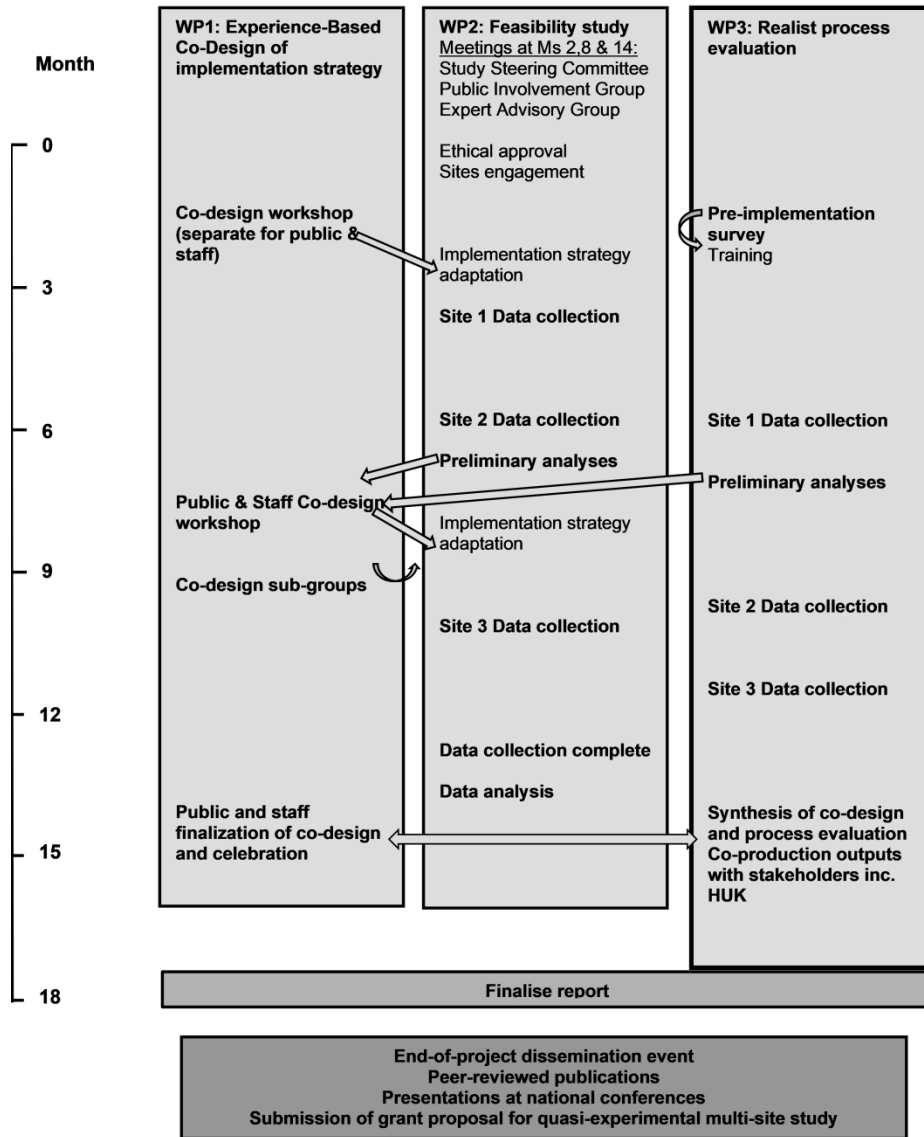 Month
0
3
6
9
12
15
18
WP1: Experience-Based
Co-Design of
implementation strategy
Co-design workshop
(separate for public &
staff)
Public & Staff Co-design
workshop
Co-design sub-groups
Public and staff
finalization of co-design
and celebration
WP2: Feasibility study
Meetings at Ms 2,8 & 14:
Study Steering Committee
Public Involvement Group
Expert Advisory Group
Ethical approval
Sites engagement
Implementation strategy
adaptation
Site 1 Data collection
Site 2 Data collection
Preliminary analyses
Implementation strategy
adaptation
Site 3 Data collection
Data collection complete
Data analysis
WP3: Realist process
evaluation
Pre-implementation
survey
Training
Site 1 Data collection
Preliminary analyses
Site 2 Data collection
Site 3 Data collection
Synthesis of co-design
and process evaluation
Co-production outputs
with stakeholders inc.
HUK
Finalise report
End-of-project dissemination event
Peer-reviewed publications
Presentations at national conferences
Submission of grant proposal for quasi-experimental multi-site study